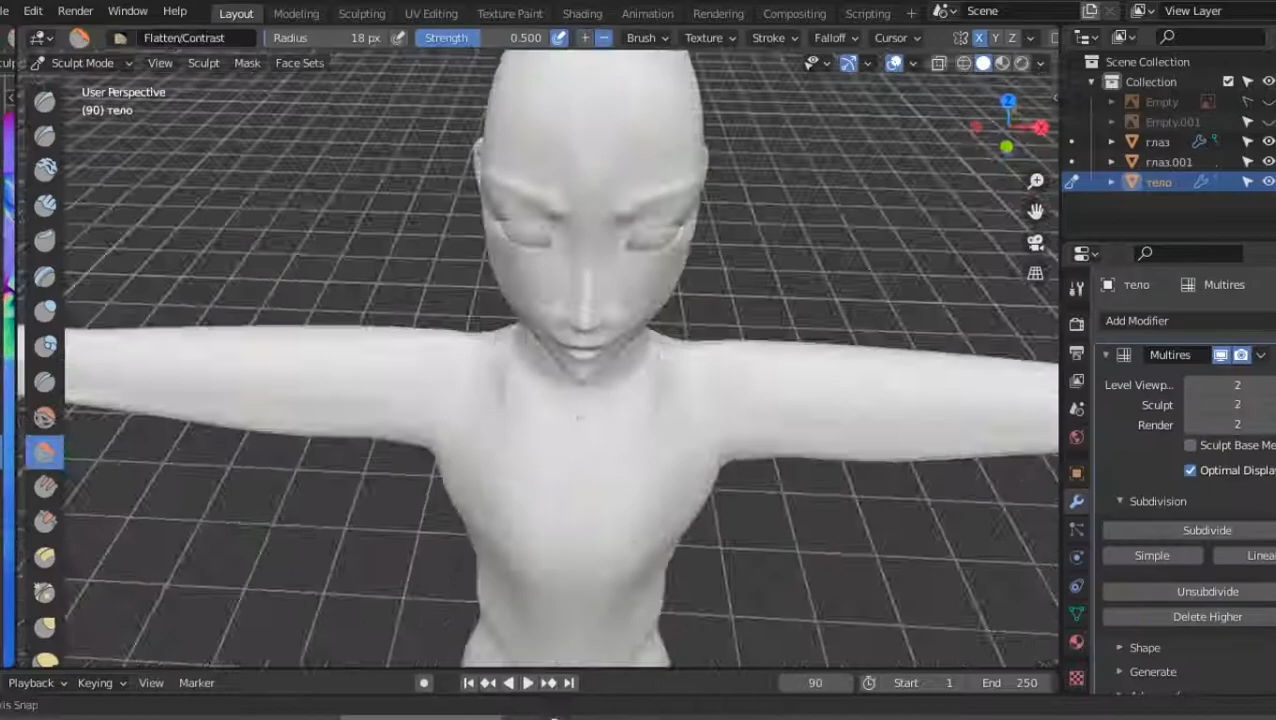 Edit Render Window Help Layout Modeling Sculpting UV Editing Texture Paint Shading Animation Rendering Compositing Scripting + Scene View Layer
Flatten/Contrast Radius 18 px Strength 0.500 + − Brush Texture Stroke Falloff Cursor X Y Z
Sculpt Mode View Sculpt Mask Face Sets
User Perspective
(90) тело
Z
X
Scene Collection
Collection
Empty
Empty.001
глаз
глаз.001
тело
тело Multires
Add Modifier
Multires
Level Viewp... 2
Sculpt 2
Render 2
Sculpt Base Me
Optimal Displa
Subdivision
Subdivide
Simple Linea
Unsubdivide
Delete Higher
Shape
Generate
Playback Keying View Marker 90 Start 1 End 250
is Snap